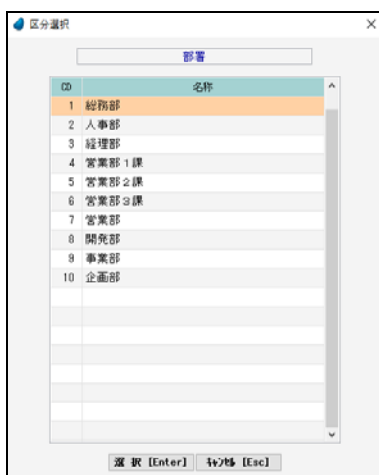 区分選択
部署
CD 名称
1 総務部
2 人事部
3 経理部
4 営業部1課
5 営業部2課
6 営業部3課
7 営業部
8 開発部
9 事業部
10 企画部
選 択 [Enter] ｷｬﾝｾﾙ [Esc]